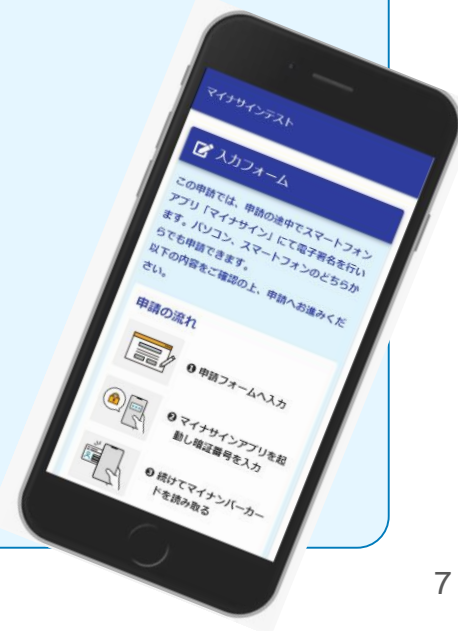 マイナサインテスト
入力フォーム
この申請では、申請の途中でスマートフォン
アプリ「マイナサイン」にて電子署名を行い
ます。パソコン、スマートフォンのどちらか
らでも申請できます。
以下の内容をご確認の上、申請へお進みくだ
さい。
申請の流れ
❶ 申請フォームへ入力
❷ マイナサインアプリを起
動し暗証番号を入力
❸ 続けてマイナンバーカー
ドを読み取る
7